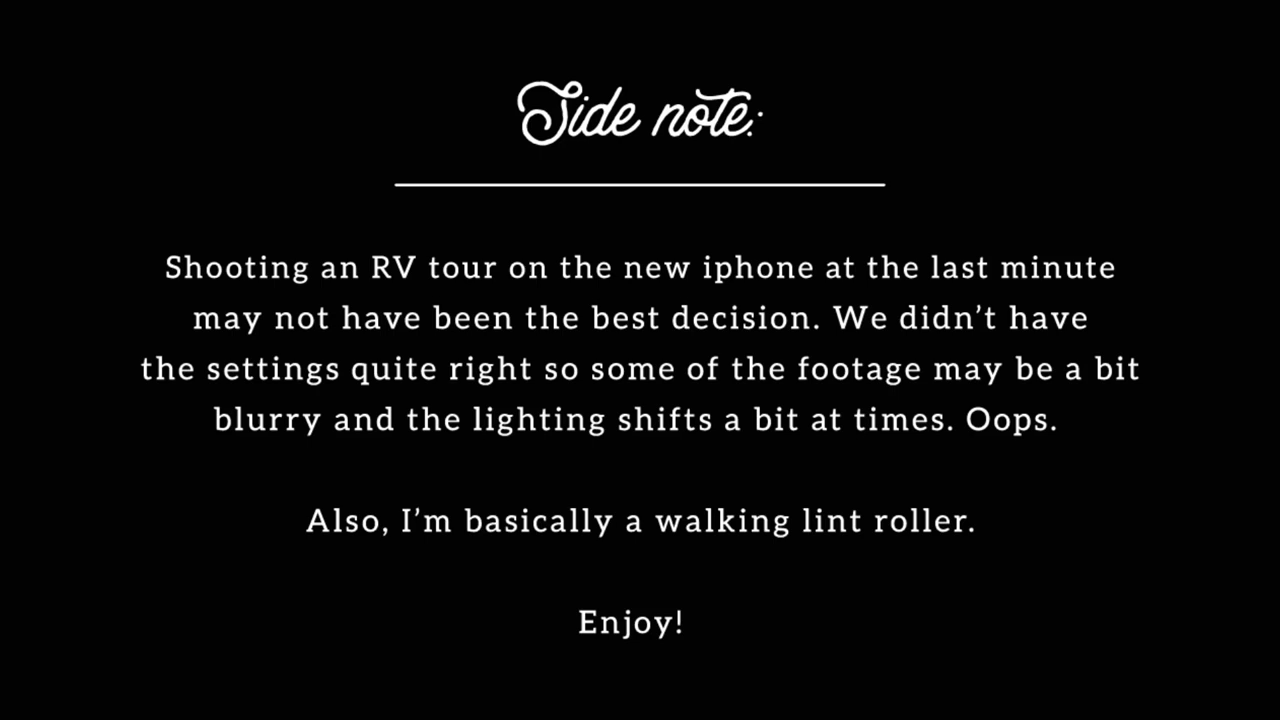 Side note:
Shooting an RV tour on the new iphone at the last minute
may not have been the best decision. We didn’t have
the settings quite right so some of the footage may be a bit
blurry and the lighting shifts a bit at times. Oops.
Also, I’m basically a walking lint roller.
Enjoy!